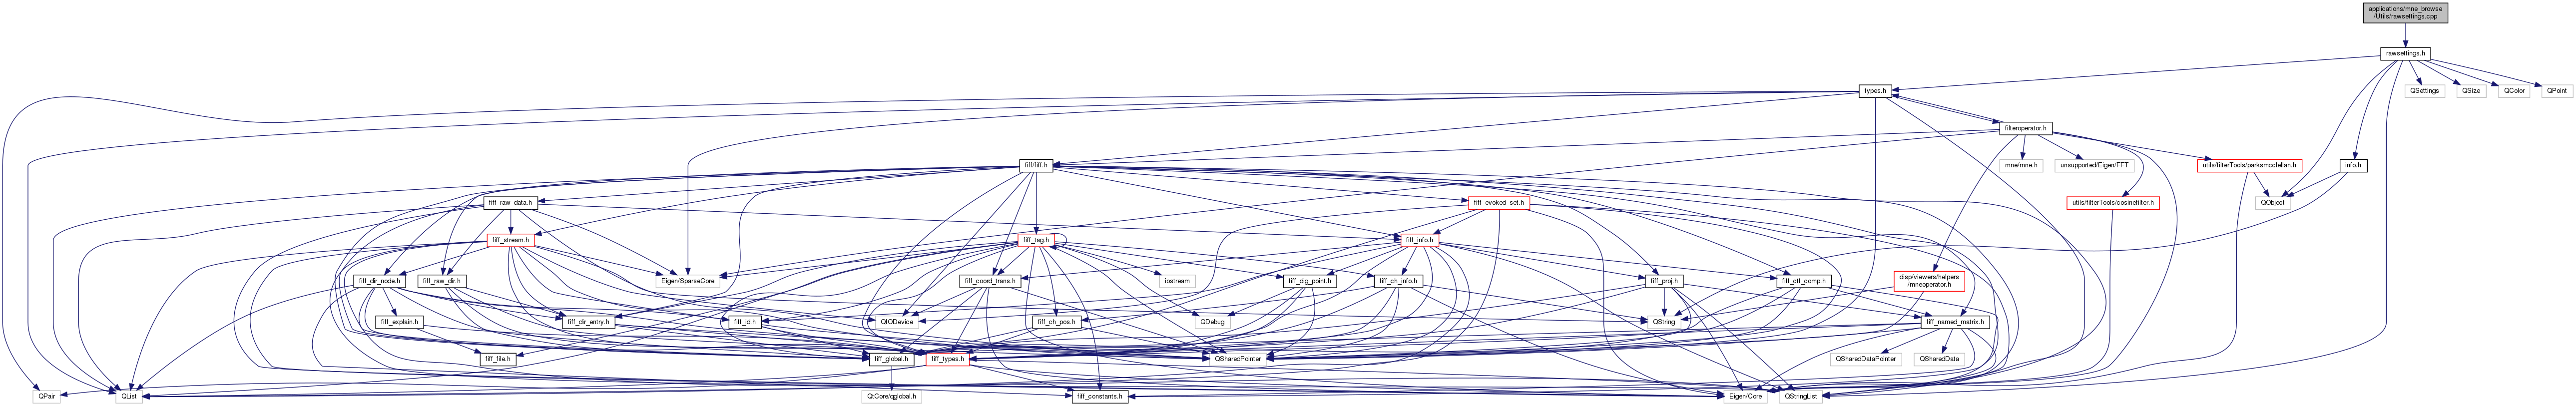 applications/mne_browse
/Utils/rawsettings.cpp
rawsettings.h
types.h
QSettings
QSize
QColor
QPoint
filteroperator.h
fiff/fiff.h
mne/mne.h
unsupported/Eigen/FFT
utils/filterTools/parksmcclellan.h
info.h
fiff_raw_data.h
fiff_evoked_set.h
utils/filterTools/cosinefilter.h
QObject
fiff_stream.h
fiff_tag.h
fiff_info.h
fiff_dir_node.h
fiff_raw_dir.h
Eigen/SparseCore
fiff_coord_trans.h
iostream
fiff_dig_point.h
fiff_ch_info.h
fiff_proj.h
fiff_ctf_comp.h
disp/viewers/helpers
/mneoperator.h
fiff_explain.h
fiff_dir_entry.h
fiff_id.h
QIODevice
fiff_ch_pos.h
QDebug
QString
fiff_named_matrix.h
fiff_file.h
fiff_global.h
fiff_types.h
QSharedPointer
QSharedDataPointer
QSharedData
QPair
QList
QtCore/qglobal.h
fiff_constants.h
Eigen/Core
QStringList